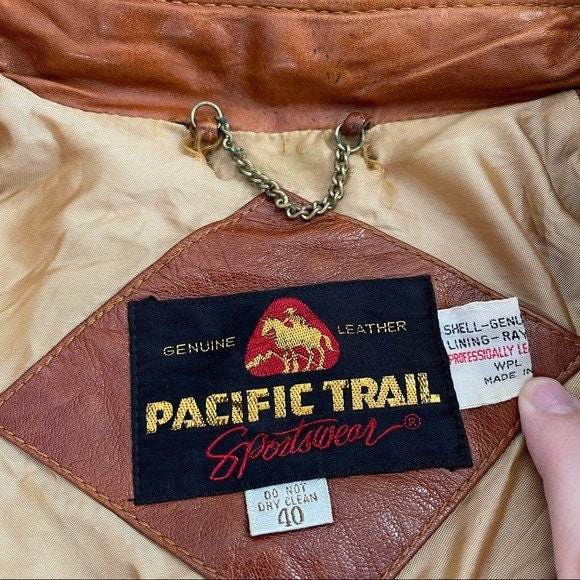 GENUINE LEATHER
PACIFIC TRAIL
Sportswear®
DO NOT
DRY CLEAN
40
SHELL-GENU
LINING-RAY
PROFESSIONALLY LE
WPL
MADE IN